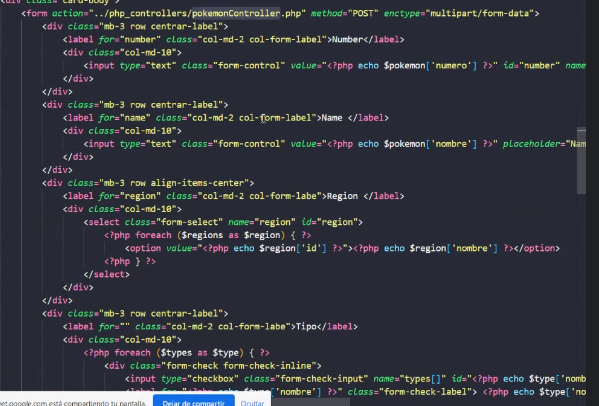 <div class="card-body">
<form action="../php_controllers/pokemonController.php" method="POST" enctype="multipart/form-data">
<div class="mb-3 row centrar-label">
<label for="number" class="col-md-2 col-form-label">Number</label>
<div class="col-md-10">
<input type="text" class="form-control" value="<?php echo $pokemon['numero'] ?>" id="number" name
</div>
</div>
<div class="mb-3 row centrar-label">
<label for="name" class="col-md-2 col-form-label">Name </label>
<div class="col-md-10">
<input type="text" class="form-control" value="<?php echo $pokemon['nombre'] ?>" placeholder="Nam
</div>
</div>
<div class="mb-3 row align-items-center">
<label for="region" class="col-md-2 col-form-labe">Region </label>
<div class="col-md-10">
<select class="form-select" name="region" id="region">
<?php foreach ($regions as $region) { ?>
<option value="<?php echo $region['id'] ?>"><?php echo $region['nombre'] ?></option>
<?php } ?>
</select>
</div>
</div>
<div class="mb-3 row centrar-label">
<label for="" class="col-md-2 col-form-labe">Tipo</label>
<div class="col-md-10">
<?php foreach ($types as $type) { ?>
<div class="form-check form-check-inline">
<input type="checkbox" class="form-check-input" name="types[]" id="<?php echo $type['nomb
<label for="<?php echo $type['nombre'] ?>" class="form-check-label"> <?php echo $type['nomb
eet.google.com está compartiendo tu pantalla.
Dejar de compartir
Ocultar